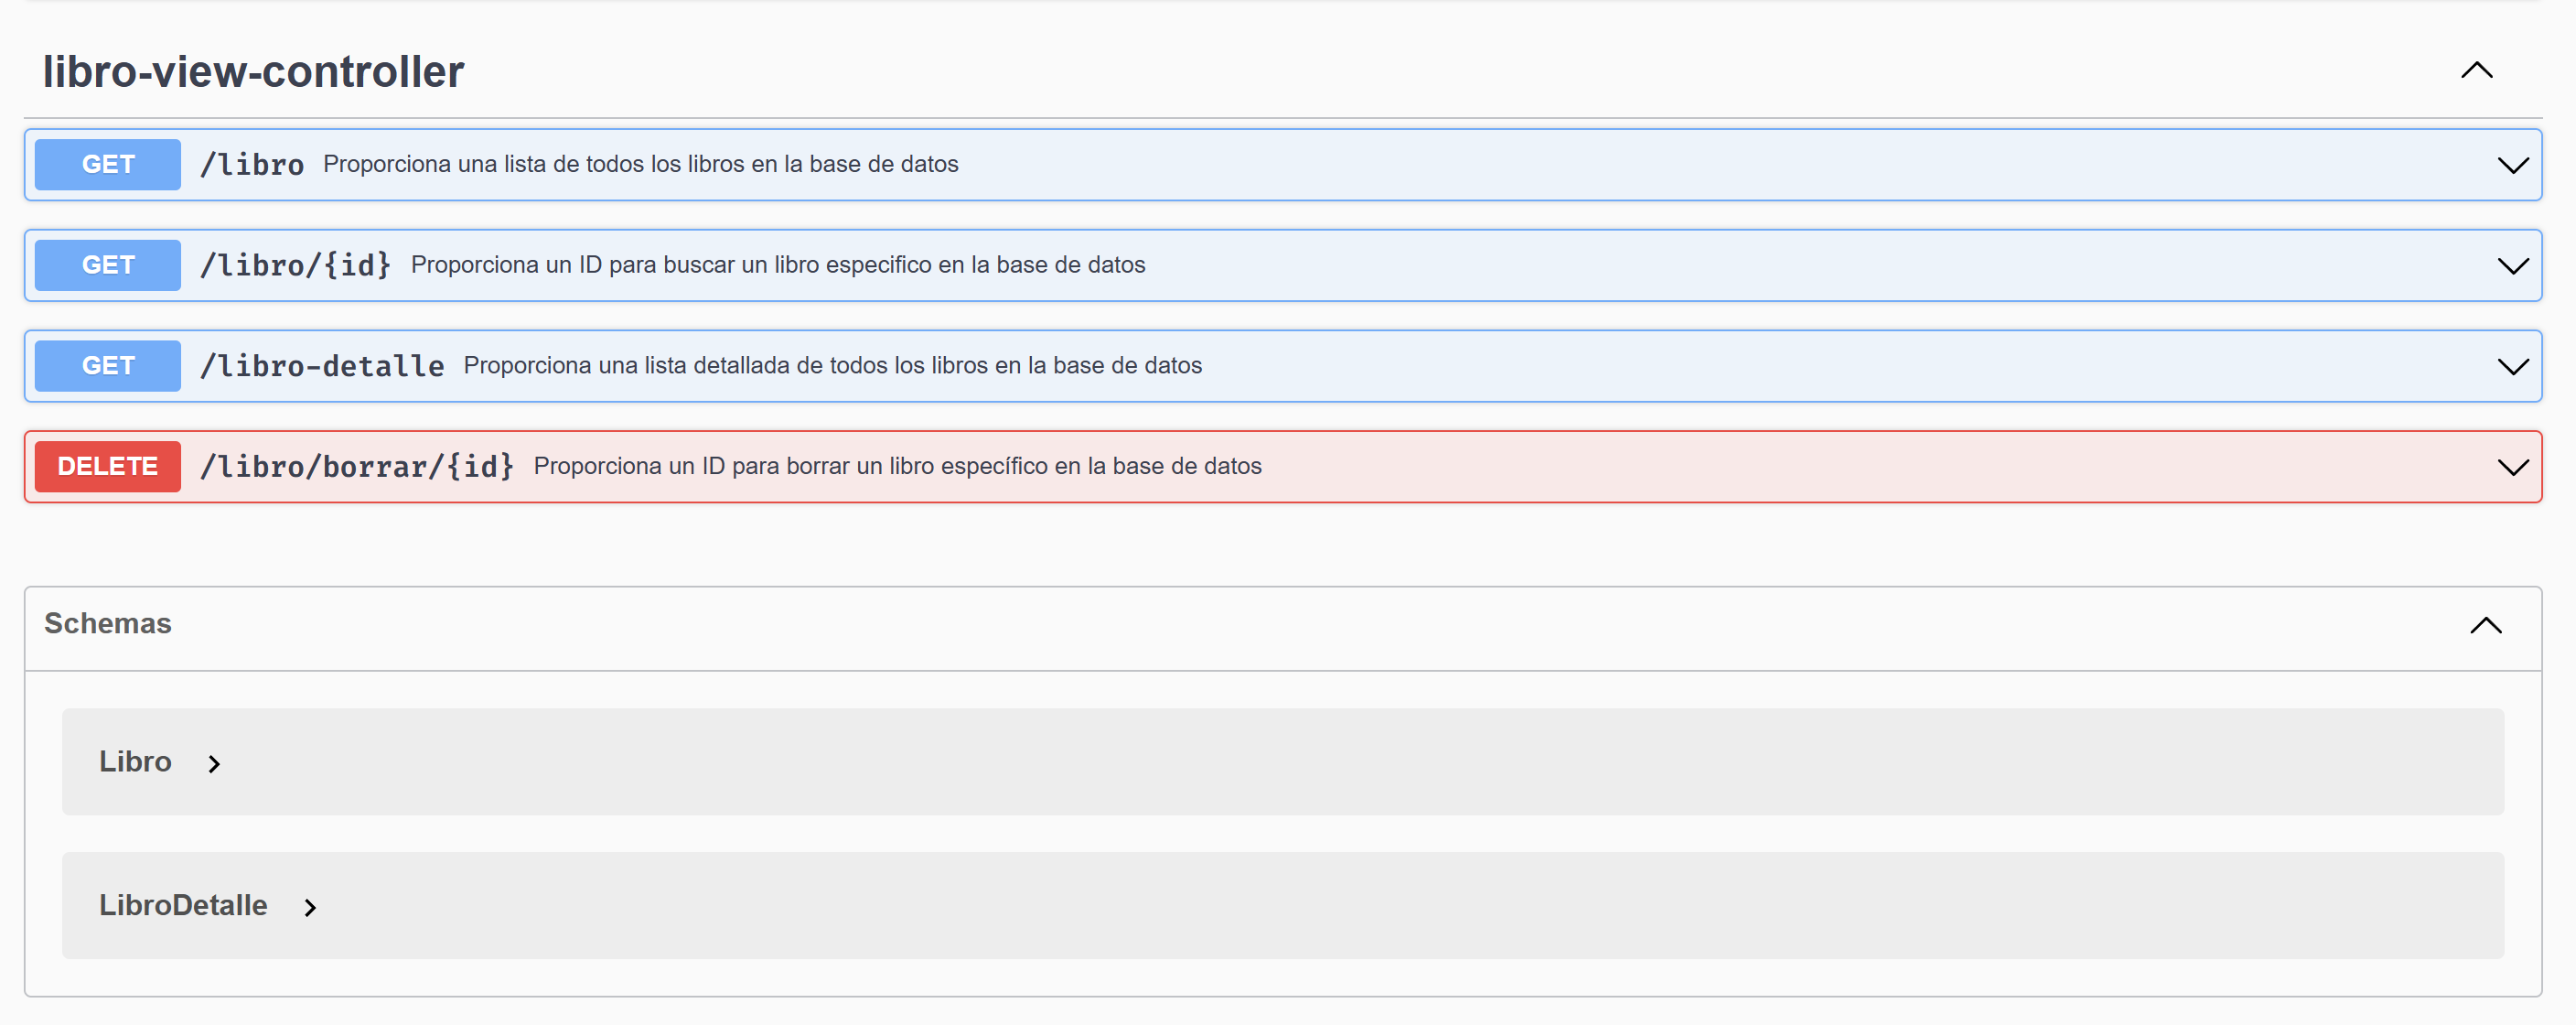 libro-view-controller
GET /libro Proporciona una lista de todos los libros en la base de datos
GET /libro/{id} Proporciona un ID para buscar un libro especifico en la base de datos
GET /libro-detalle Proporciona una lista detallada de todos los libros en la base de datos
DELETE /libro/borrar/{id} Proporciona un ID para borrar un libro específico en la base de datos
Schemas
Libro
LibroDetalle